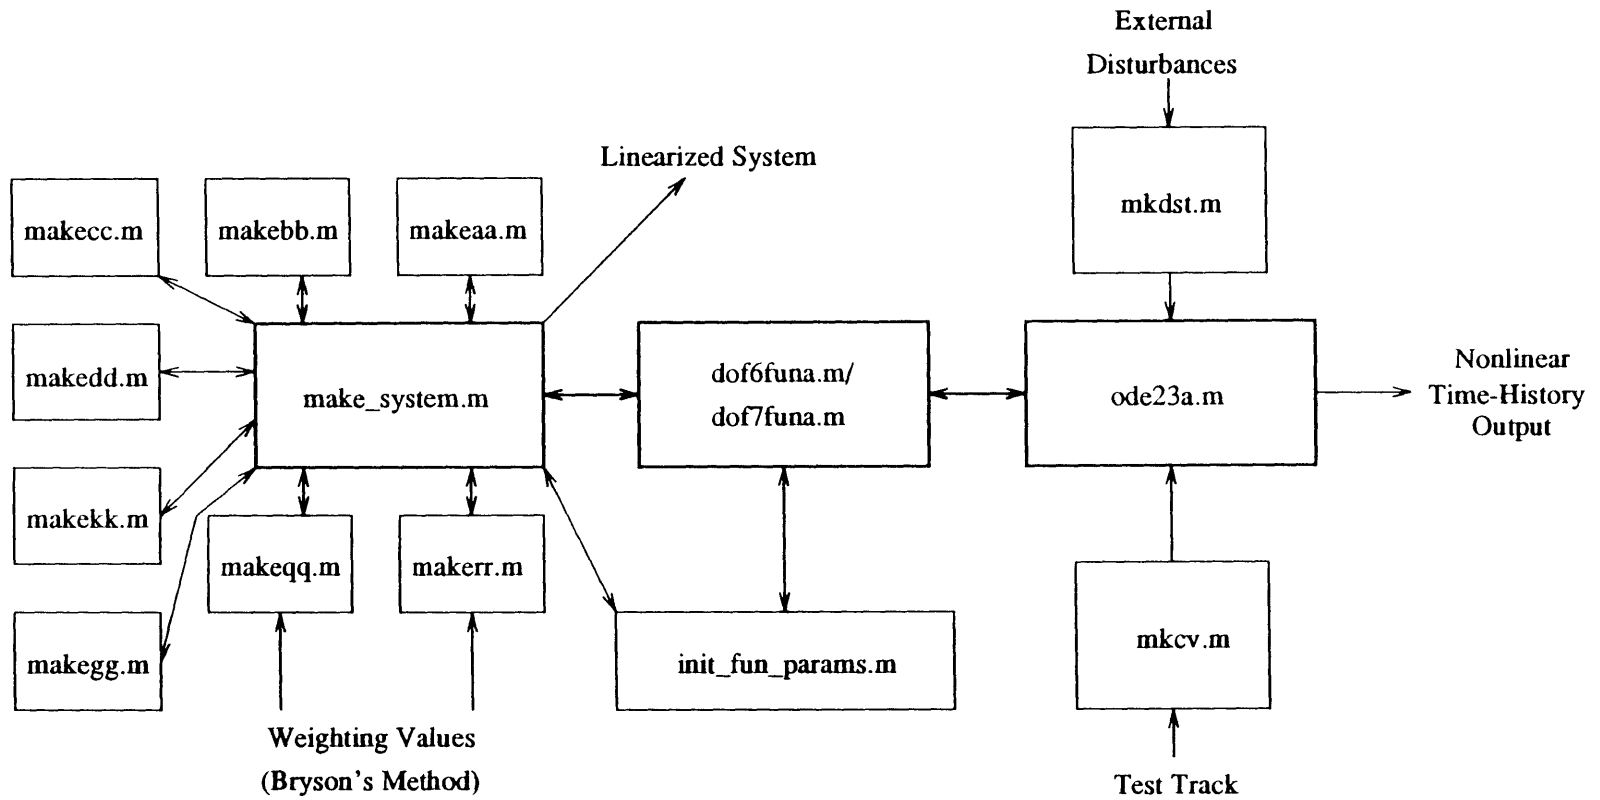 External
Disturbances
mkdst.m
Linearized System
makecc.m
makebb.m
makeaa.m
makedd.m
make_system.m
dof6funa.m/
dof7funa.m
ode23a.m
Nonlinear
Time-History
Output
makekk.m
makeqq.m
makerr.m
makegg.m
init_fun_params.m
mkcv.m
Weighting Values
(Bryson's Method)
Test Track